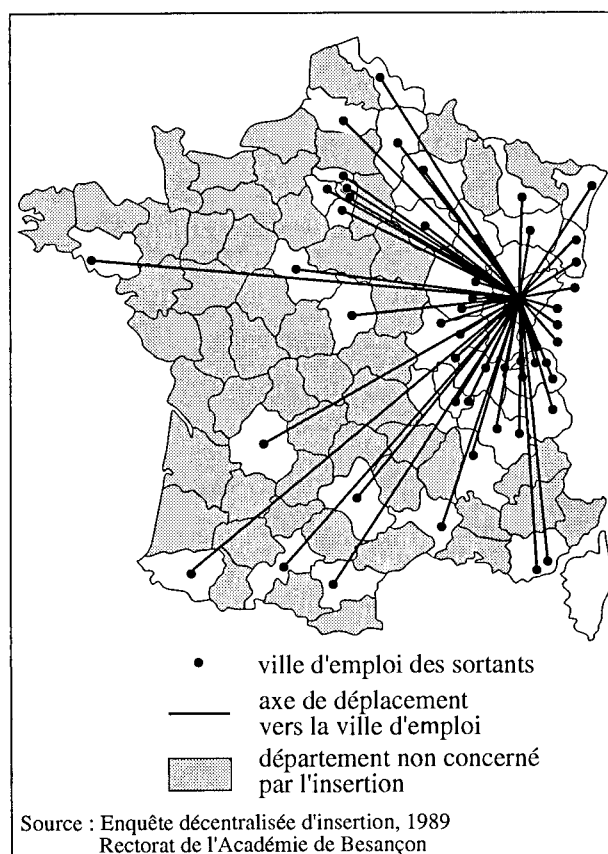 ville d'emploi des sortants
axe de déplacement
vers la ville d'emploi
département non concerné
par l'insertion
Source : Enquête décentralisée d'insertion, 1989
Rectorat de l'Académie de Besançon